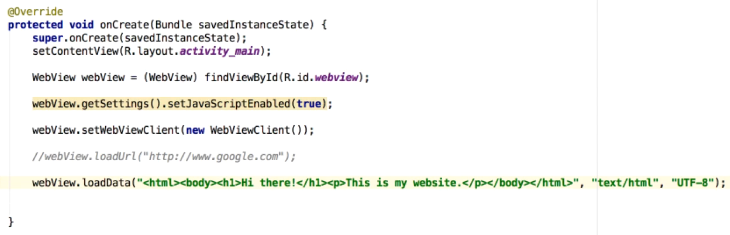 @Override
protected void onCreate(Bundle savedInstanceState) {
super.onCreate(savedInstanceState);
setContentView(R.layout.activity_main);
WebView webView = (WebView) findViewById(R.id.webview);
webView.getSettings().setJavaScriptEnabled(true);
webView.setWebViewClient(new WebViewClient());
//webView.loadUrl("http://www.google.com");
webView.loadData("<html><body><h1>Hi there!</h1><p>This is my website.</p></body></html>", "text/html", "UTF-8");
}